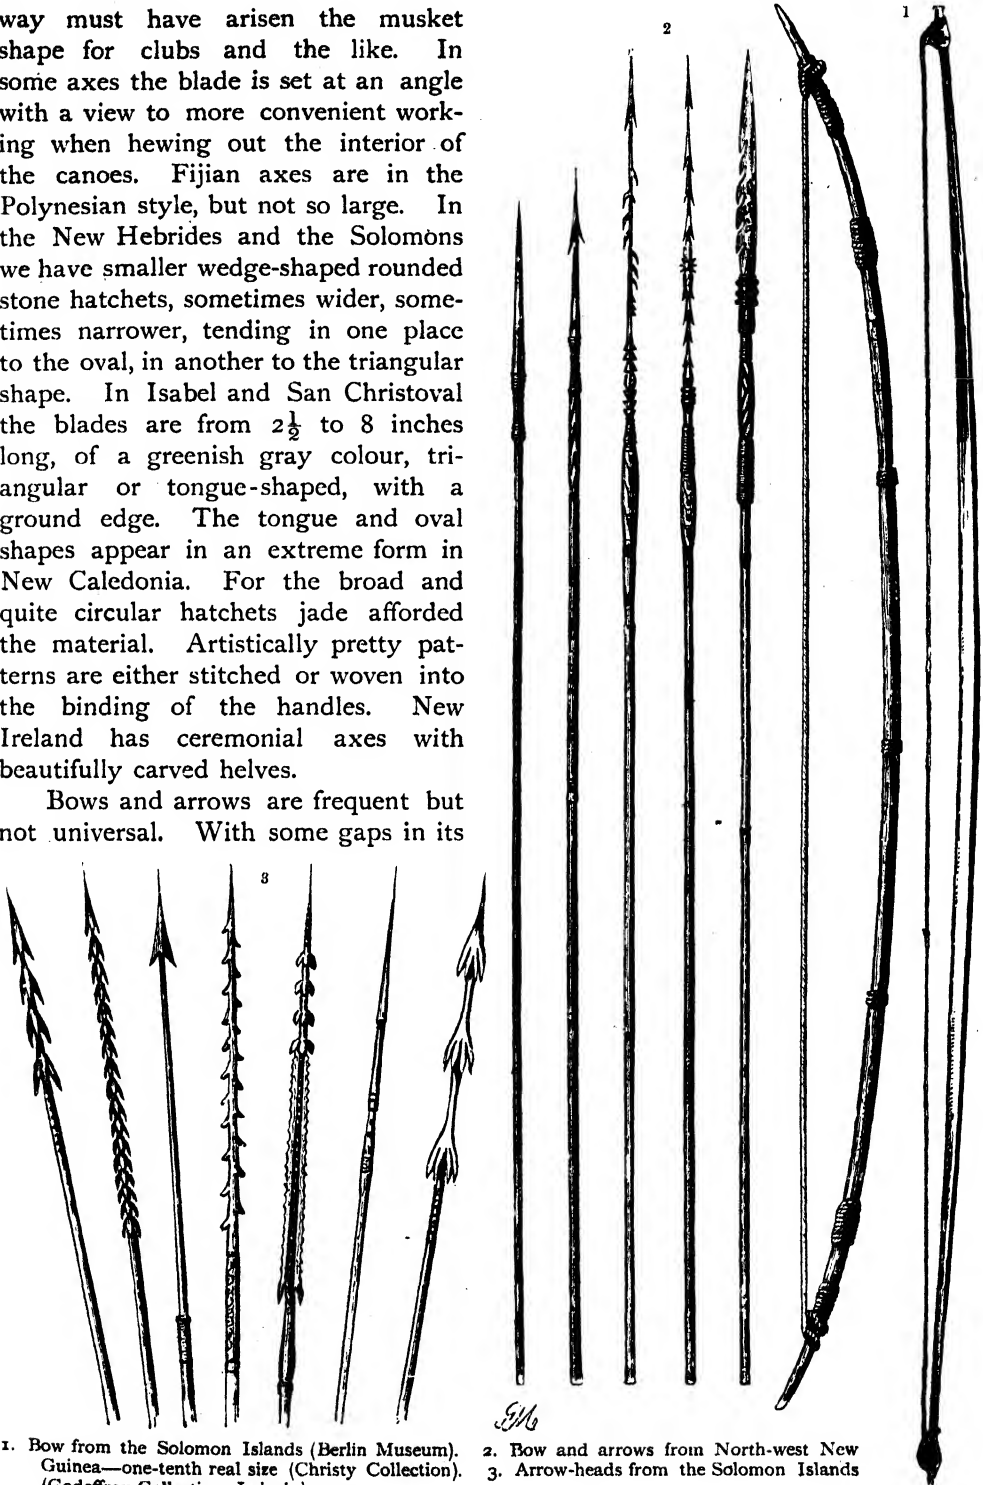 way must have arisen the musket
shape for clubs and the like. In
some axes the blade is set at an angle
with a view to more convenient work-
ing when hewing out the interior of
the canoes. Fijian axes are in the
Polynesian style, but not so large. In
the New Hebrides and the Solomons
we have smaller wedge-shaped rounded
stone hatchets, sometimes wider, some-
times narrower, tending in one place
to the oval, in another to the triangular
shape. In Isabel and San Christoval
the blades are from 2½ to 8 inches
long, of a greenish gray colour, tri-
angular or tongue-shaped, with a
ground edge. The tongue and oval
shapes appear in an extreme form in
New Caledonia. For the broad and
quite circular hatchets jade afforded
the material. Artistically pretty pat-
terns are either stitched or woven into
the binding of the handles. New
Ireland has ceremonial axes with
beautifully carved helves.
Bows and arrows are frequent but
not universal. With some gaps in its
3
2
1
1. Bow from the Solomon Islands (Berlin Museum). 2. Bow and arrows from North-west New
Guinea—one-tenth real size (Christy Collection). 3. Arrow-heads from the Solomon Islands